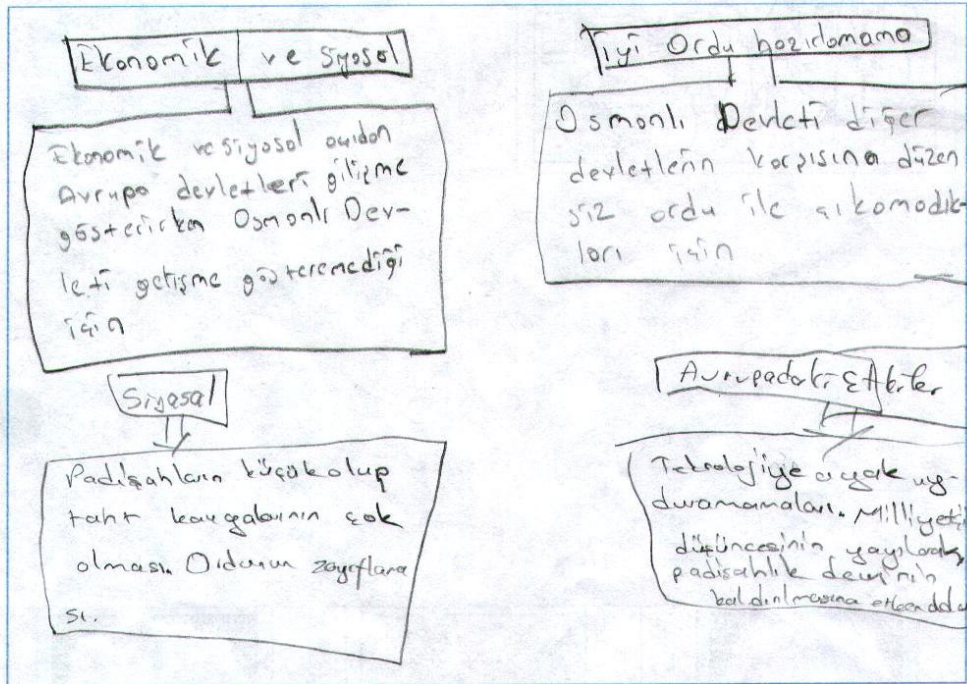 Ekonomik ve Siyasal
Ekonomik ve siyasal açıdan
Avrupa devletleri gilişme
gösterirken Osmanlı Dev-
leti gelişme gösteremediği
için
İyi Ordu hazırlamama
Osmanlı Devleti diğer
devletlerin karşısına düzen
siz ordu ile çıkamadık-
ları için
Siyasal
Padişahların küçük olup
taht kavgalarının çok
olması. Ordunun zayıflama
sı.
Avrupadaki Etkiler
Teknolojiye ayak uy-
duramamaları. Milliyetçi
düşüncesinin yayılarak,
padişahlık devrinin
kaldırılmasına